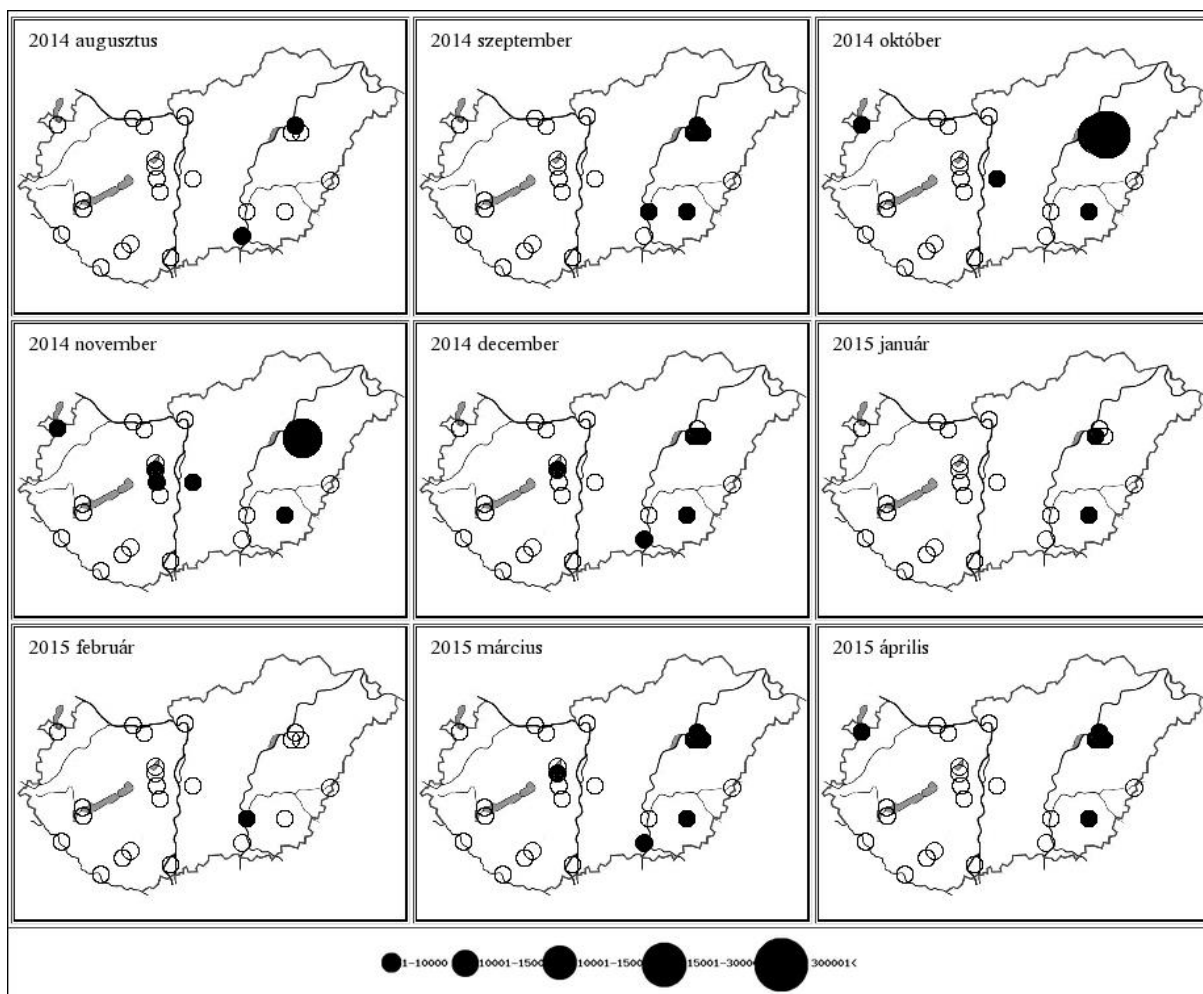 2014 augusztus
2014 szeptember
2014 október
2014 november
2014 december
2015 január
2015 február
2015 március
2015 április
1-10000 10001-1500 10001-1500 15001-3000 300001<